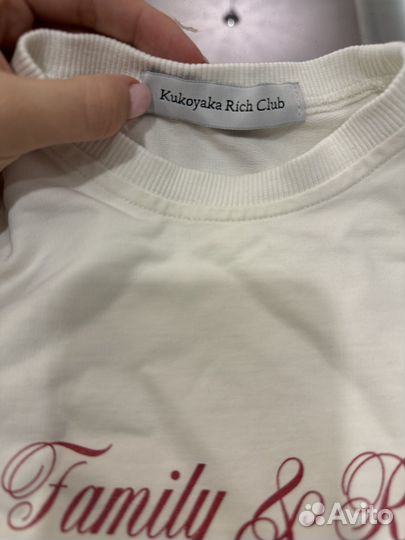 Kukoyaka Rich Club
Family & R
Avito